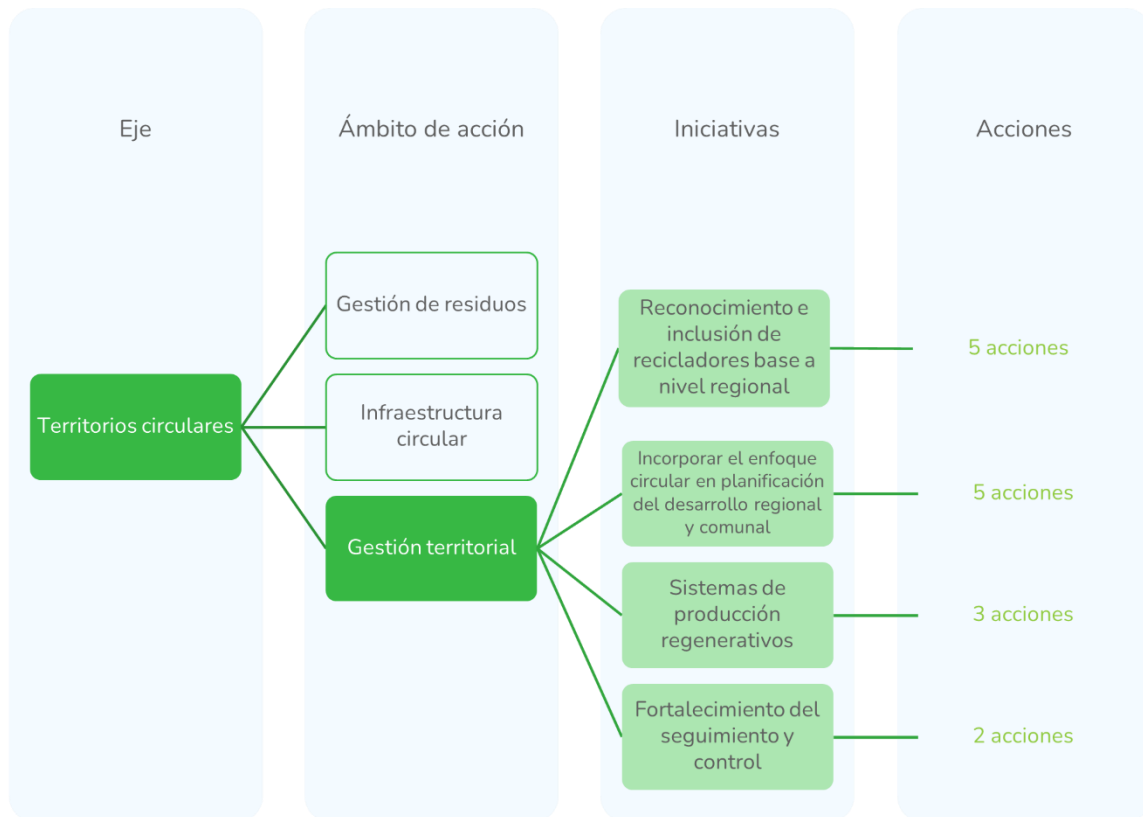 Eje
Ámbito de acción
Iniciativas
Acciones
Territorios circulares
Gestión de residuos
Infraestructura
circular
Gestión territorial
Reconocimiento e
inclusión de
recicladores base a
nivel regional
5 acciones
Incorporar el enfoque
circular en planificación
del desarrollo regional
y comunal
5 acciones
Sistemas de
producción
regenerativos
3 acciones
Fortalecimiento del
seguimiento y
control
2 acciones